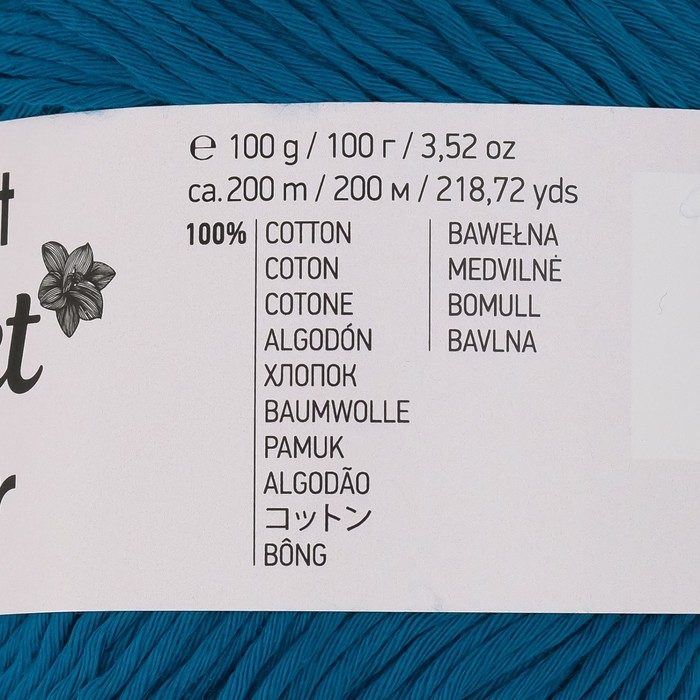 ℮ 100 g / 100 г / 3,52 oz
ca. 200 m / 200 м / 218,72 yds
100%
COTTON
COTON
COTONE
ALGODÓN
ХЛОПОК
BAUMWOLLE
PAMUK
ALGODÃO
コットン
BÔNG
BAWEŁNA
MEDVILNĖ
BOMULL
BAVLNA